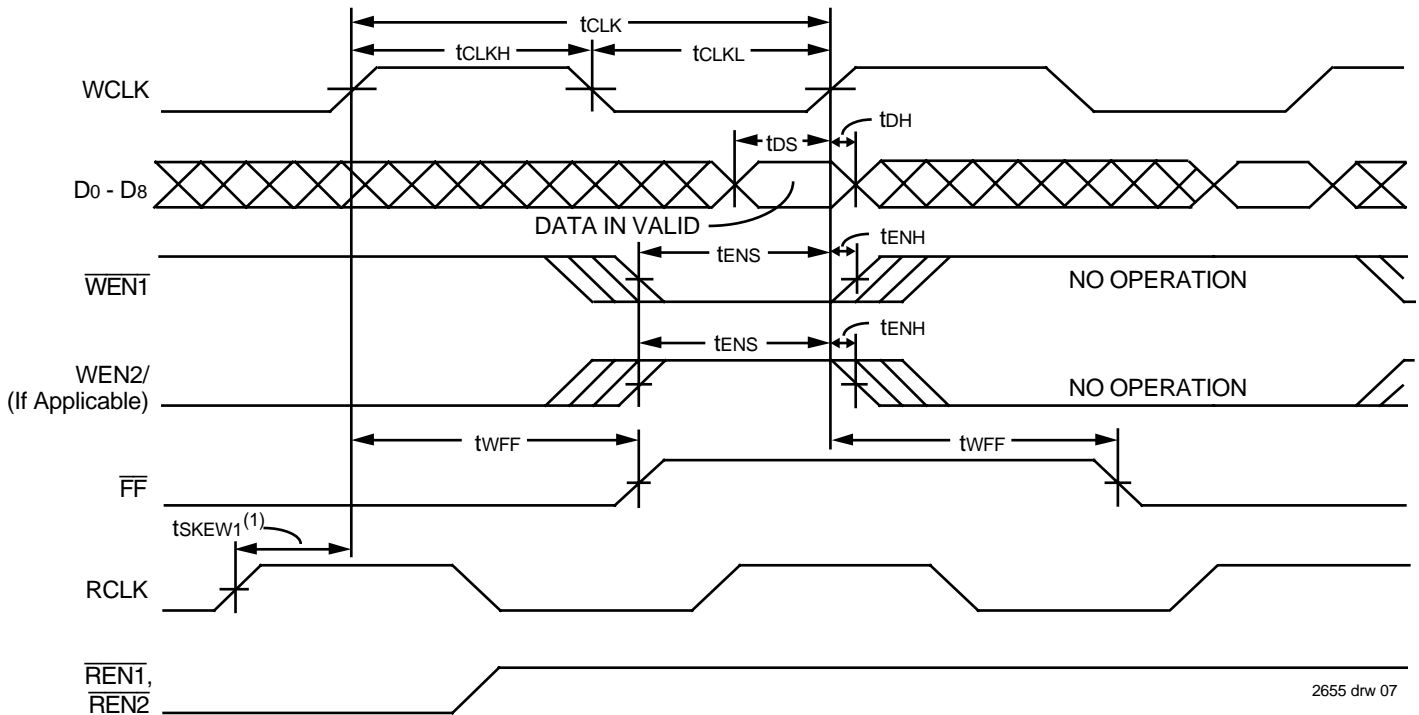 tCLK
tCLKH
tCLKL
WCLK
tDH
tDS
D0 - D8
DATA IN VALID
tENH
tENS
WEN1
NO OPERATION
tENH
tENS
WEN2/
(If Applicable)
NO OPERATION
tWFF
tWFF
FF
tSKEW1(1)
RCLK
REN1,
REN2
2655 drw 07